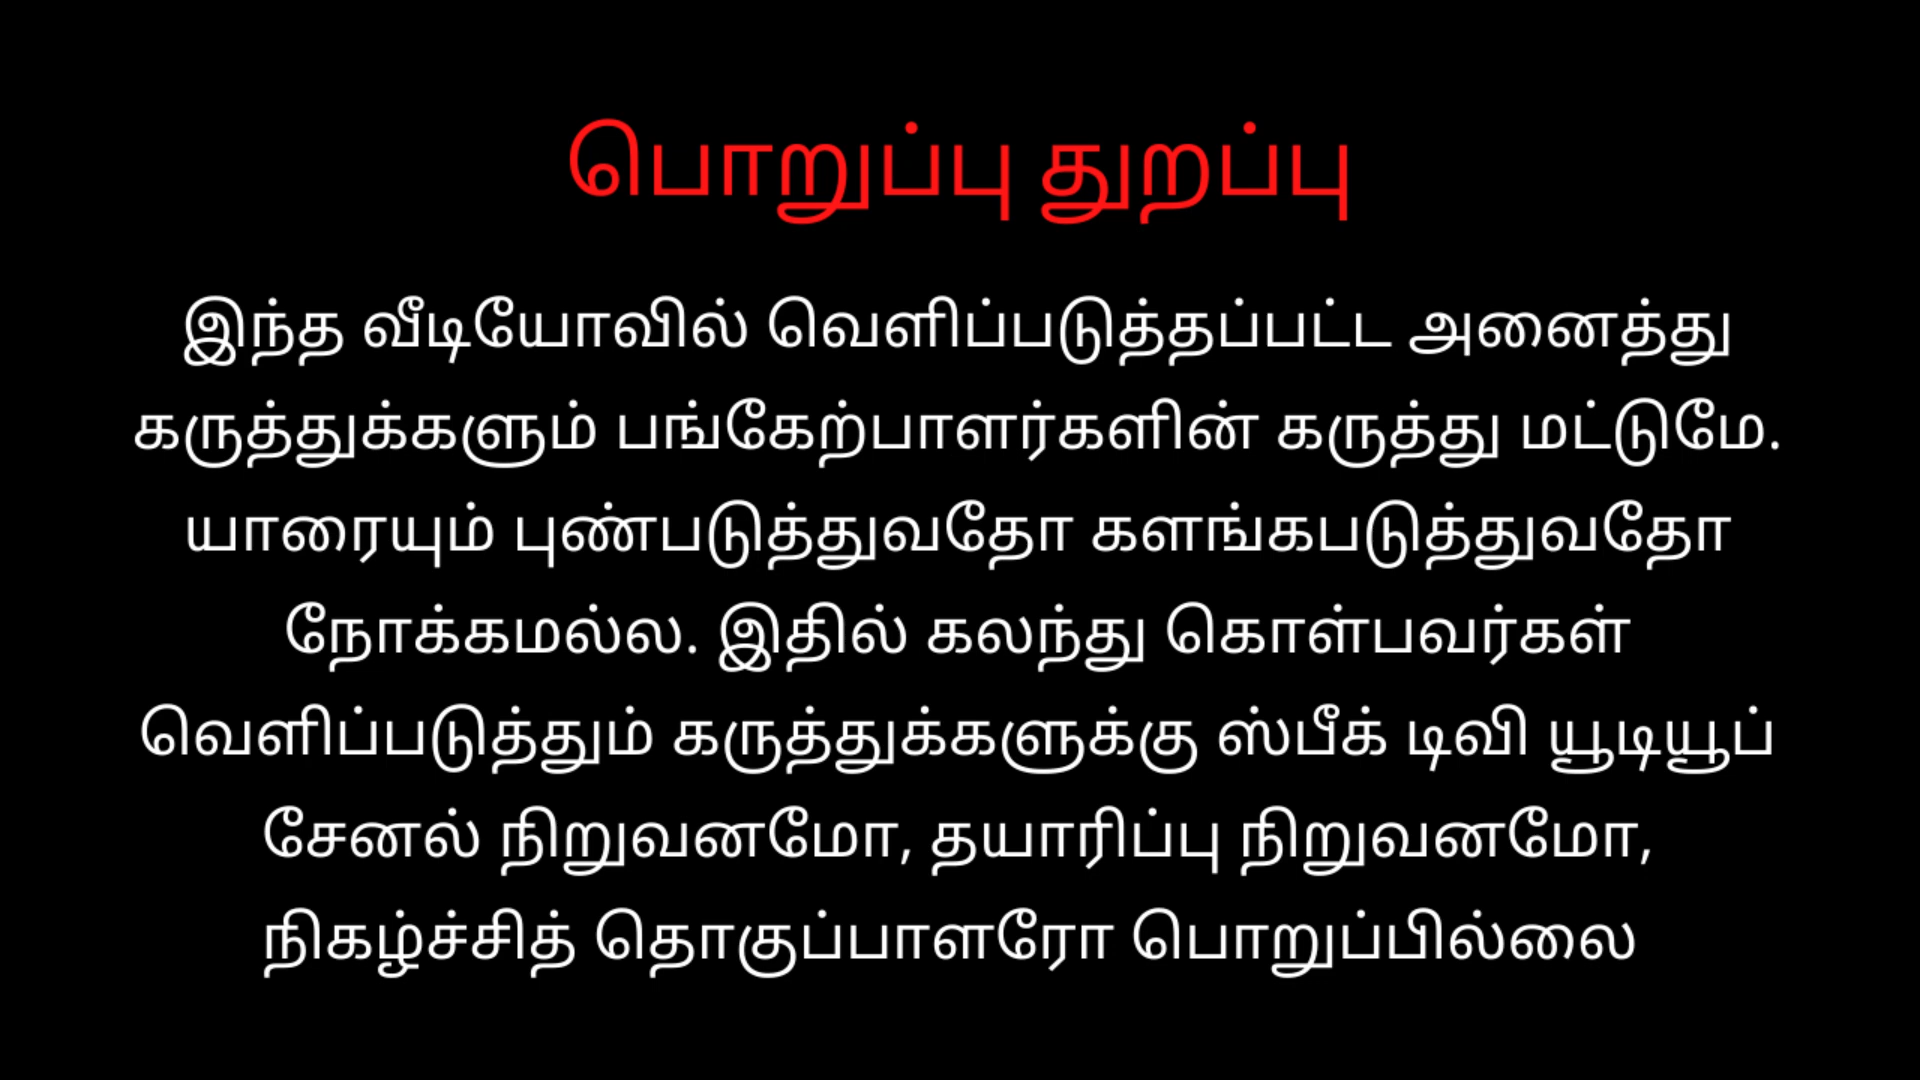 பொறுப்பு துறப்பு
இந்த வீடியோவில் வெளிப்படுத்தப்பட்ட அனைத்து
கருத்துக்களும் பங்கேற்பாளர்களின் கருத்து மட்டுமே.
யாரையும் புண்படுத்துவதோ களங்கபடுத்துவதோ
நோக்கமல்ல. இதில் கலந்து கொள்பவர்கள்
வெளிப்படுத்தும் கருத்துக்களுக்கு ஸ்பீக் டிவி யூடியூப்
சேனல் நிறுவனமோ, தயாரிப்பு நிறுவனமோ,
நிகழ்ச்சித் தொகுப்பாளரோ பொறுப்பில்லை